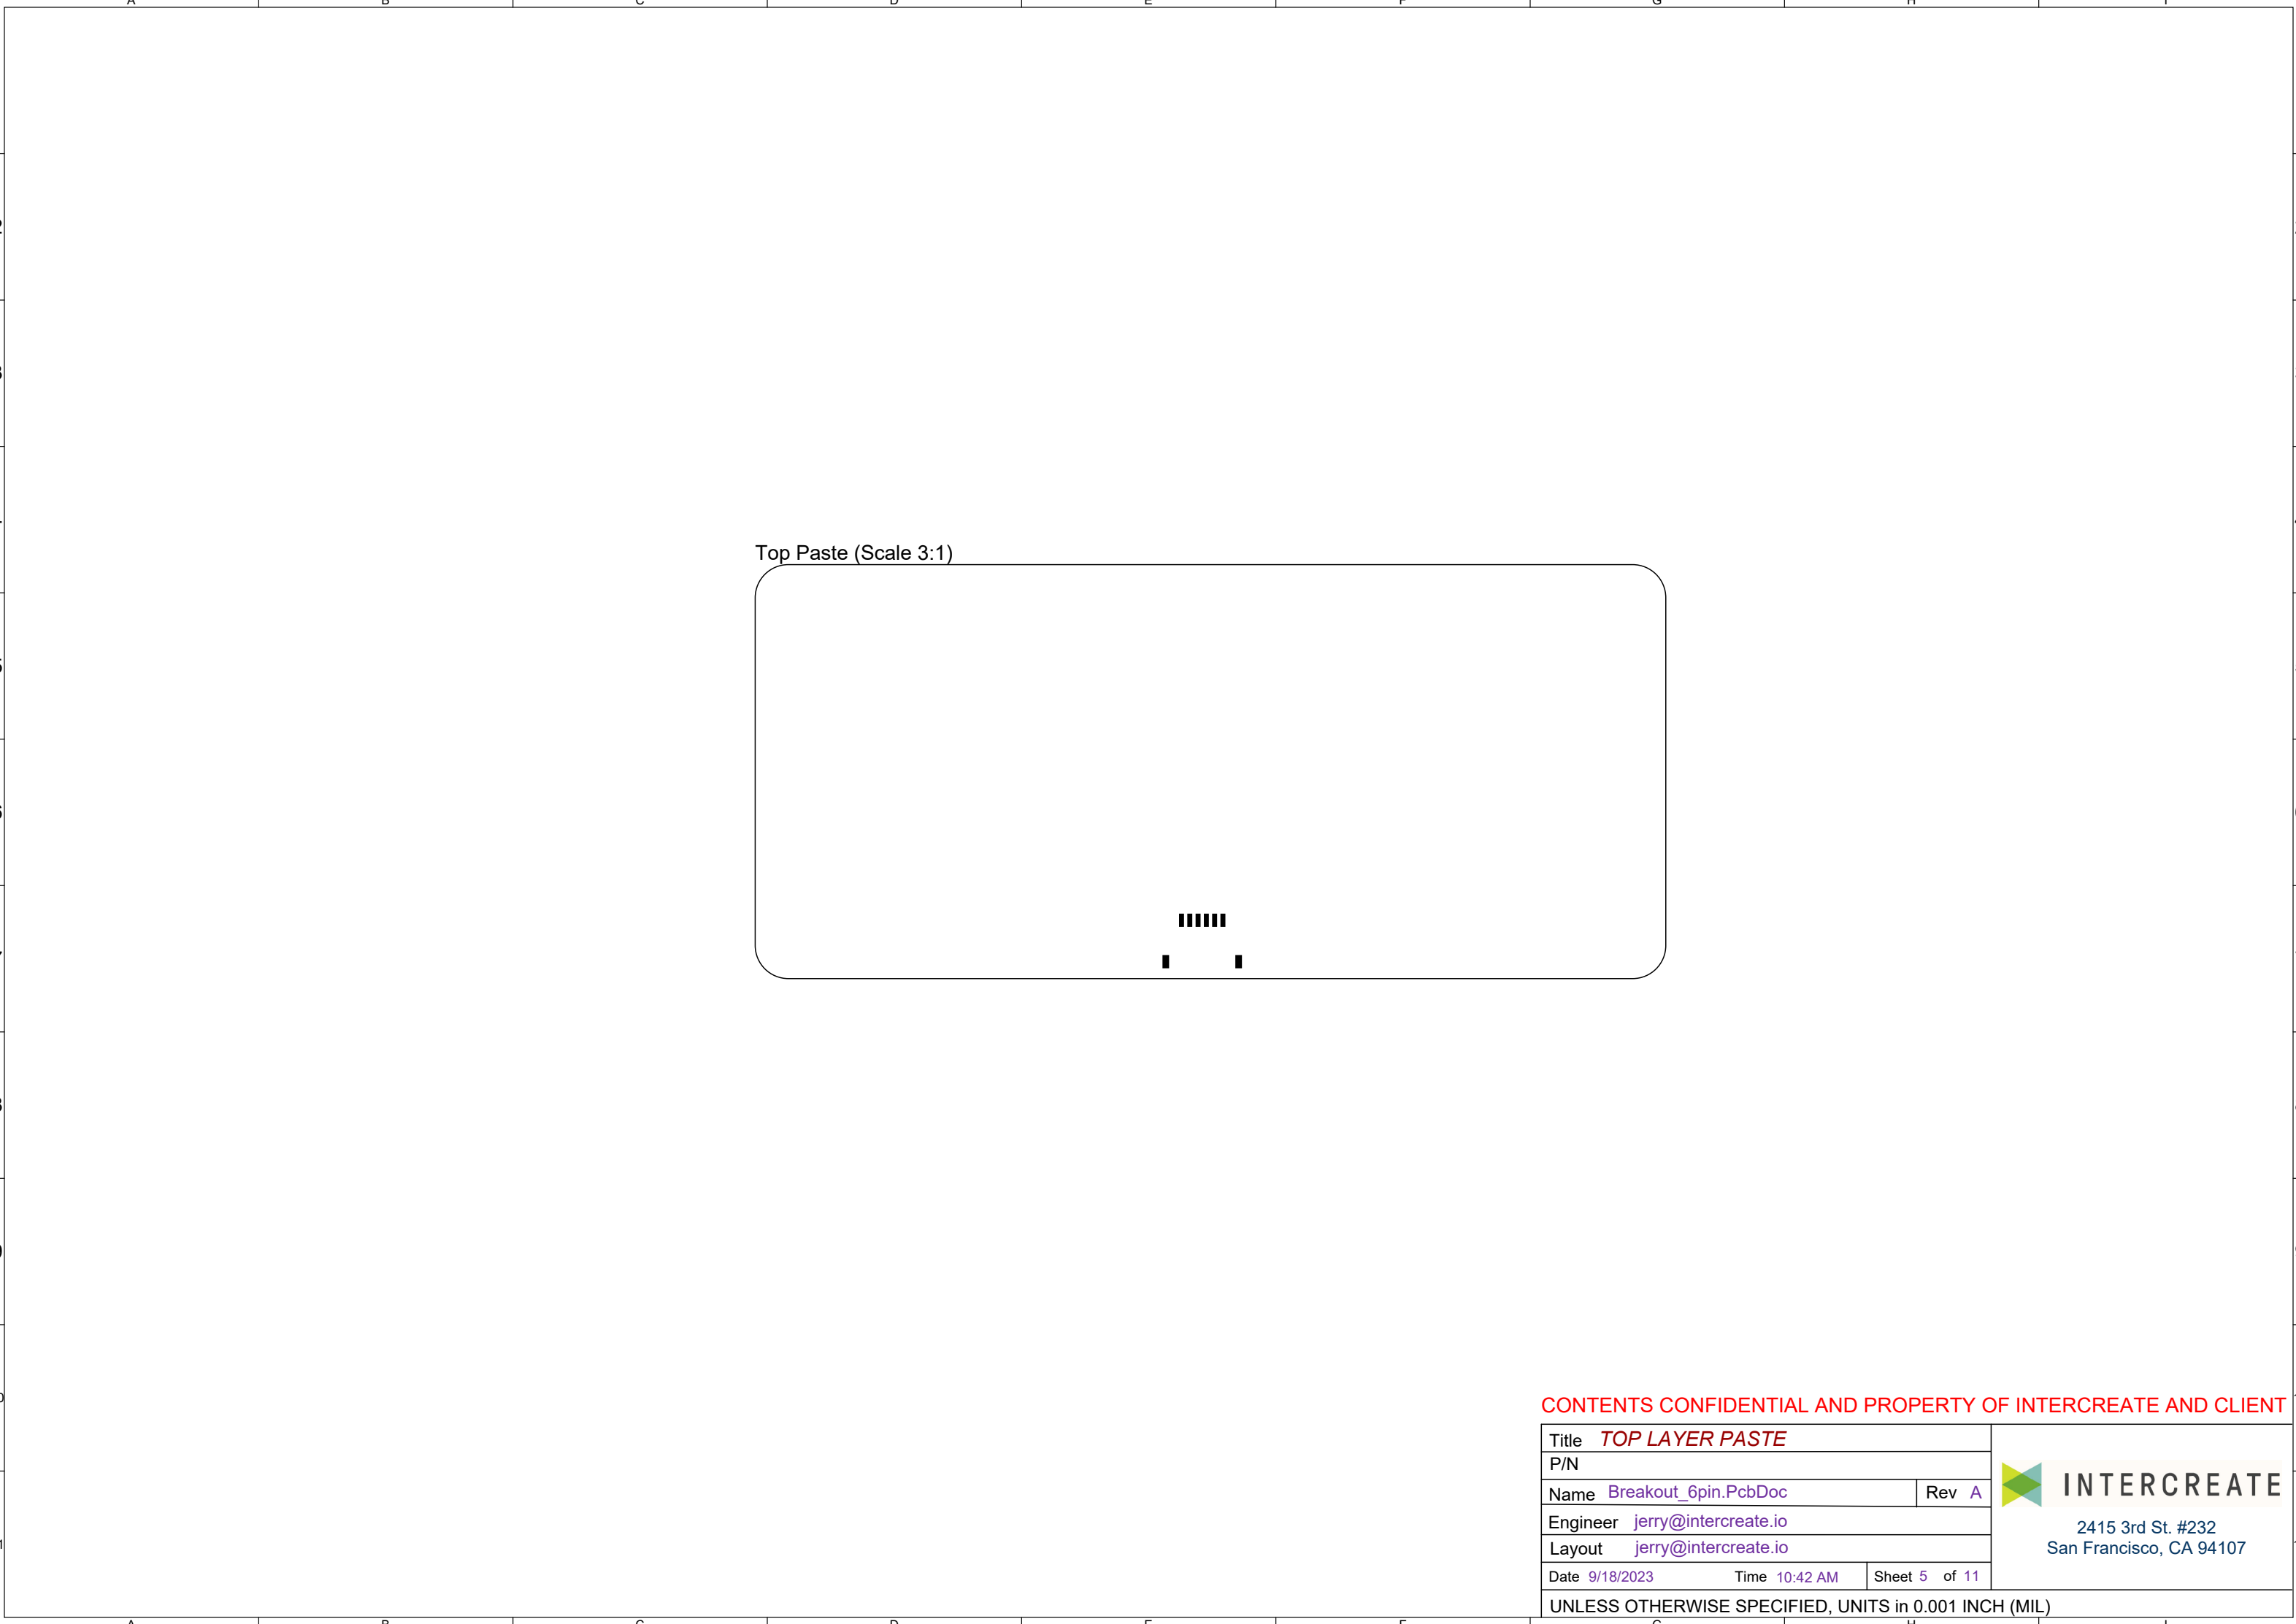 A B C D E F G H I
Top Paste (Scale 3:1)
CONTENTS CONFIDENTIAL AND PROPERTY OF INTERCREATE AND CLIENT
Title TOP LAYER PASTE
P/N
Name Breakout_6pin.PcbDoc Rev A
Engineer jerry@intercreate.io
Layout jerry@intercreate.io
Date 9/18/2023 Time 10:42 AM Sheet 5 of 11
UNLESS OTHERWISE SPECIFIED, UNITS in 0.001 INCH (MIL)
INTERCREATE
2415 3rd St. #232
San Francisco, CA 94107